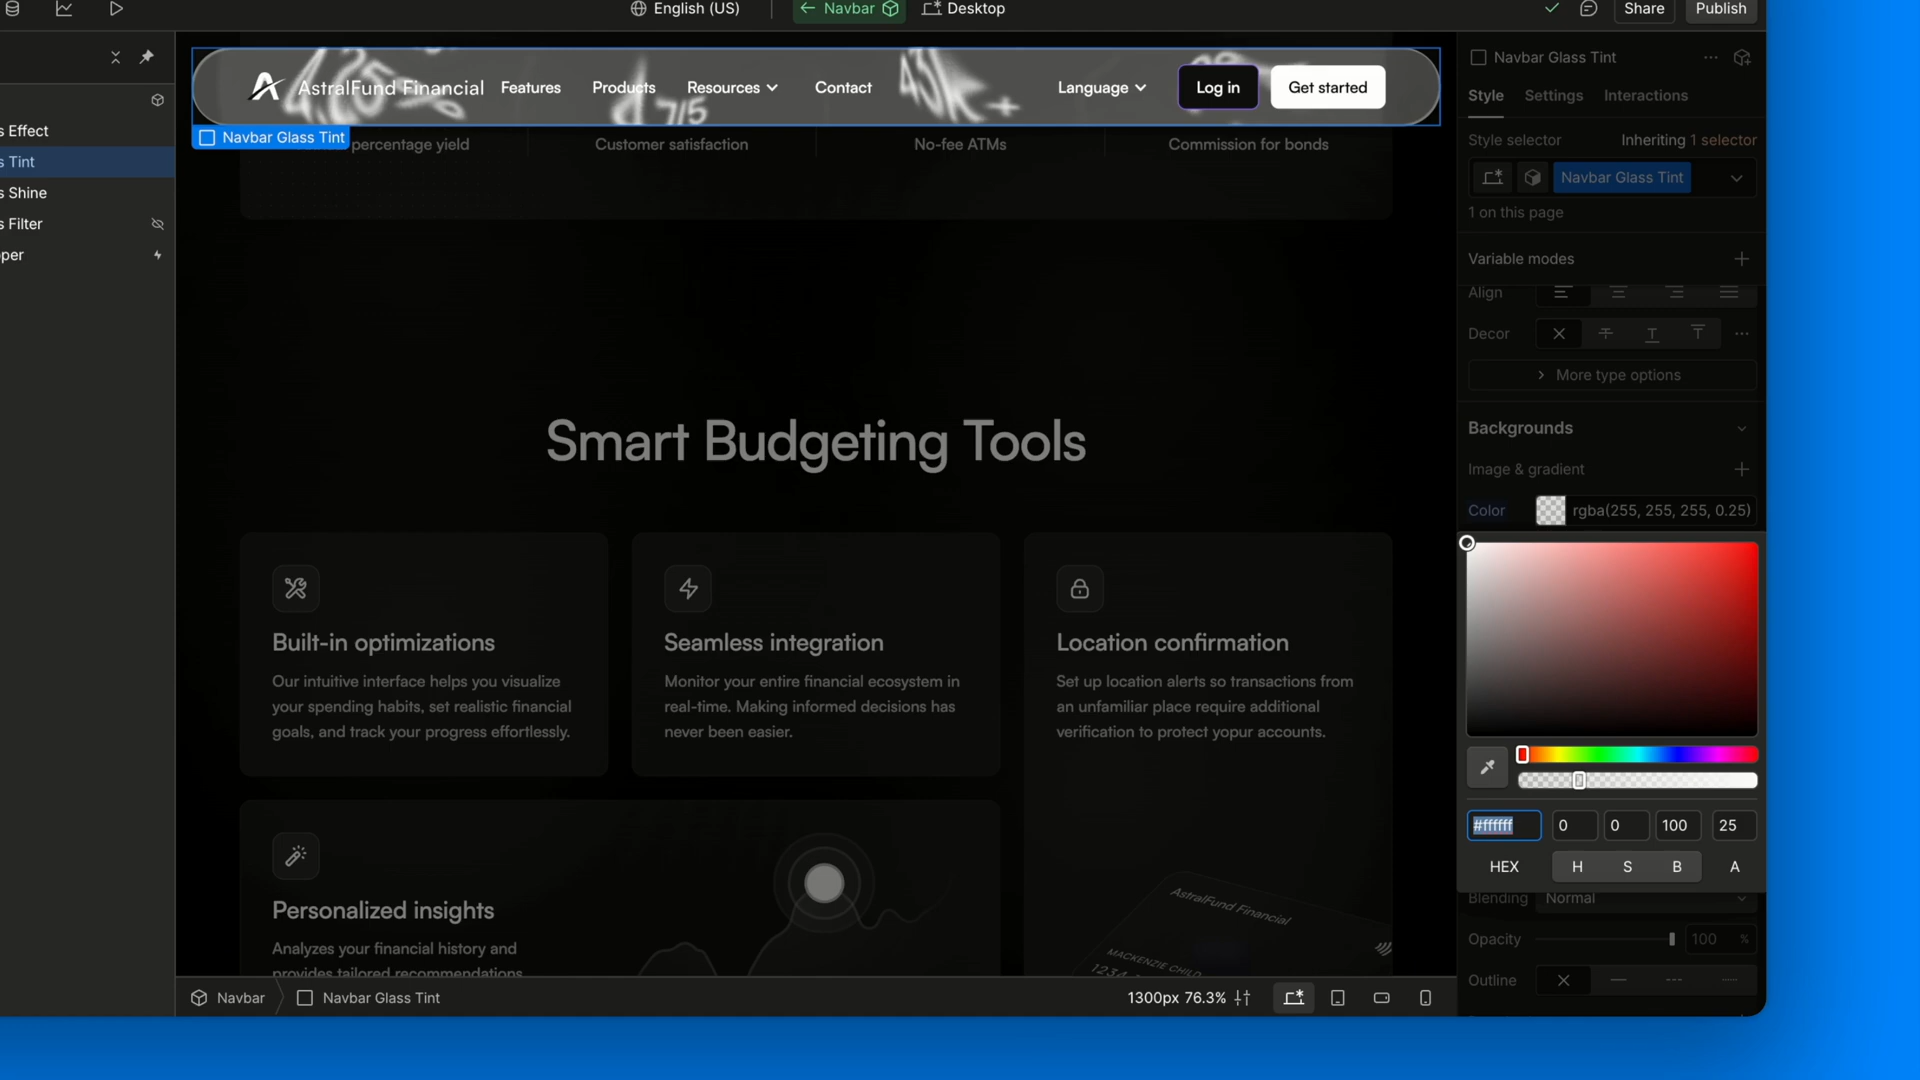 English (US)
Navbar
Desktop
Share
Publish
s Effect
s Tint
s Shine
s Filter
per
AstralFund Financial
Features
Products
Resources
Contact
Language
Log in
Get started
Navbar Glass Tint
percentage yield
Customer satisfaction
No-fee ATMs
Commission for bonds
Smart Budgeting Tools
Built-in optimizations
Our intuitive interface helps you visualize
your spending habits, set realistic financial
goals, and track your progress effortlessly.
Seamless integration
Monitor your entire financial ecosystem in
real-time. Making informed decisions has
never been easier.
Location confirmation
Set up location alerts so transactions from
an unfamiliar place require additional
verification to protect yopur accounts.
Personalized insights
Analyzes your financial history and
provides tailored recommendations
AstralFund Financial
MACKENZIE CHILD
1234
Navbar
Navbar Glass Tint
1300px 76.3%
Navbar Glass Tint
Style
Settings
Interactions
Style selector
Inheriting 1 selector
Navbar Glass Tint
1 on this page
Variable modes
Align
Decor
More type options
Backgrounds
Image & gradient
Color
rgba(255, 255, 255, 0.25)
#ffffff
0
0
100
25
HEX
H
S
B
A
Blending
Normal
Opacity
100
%
Outline